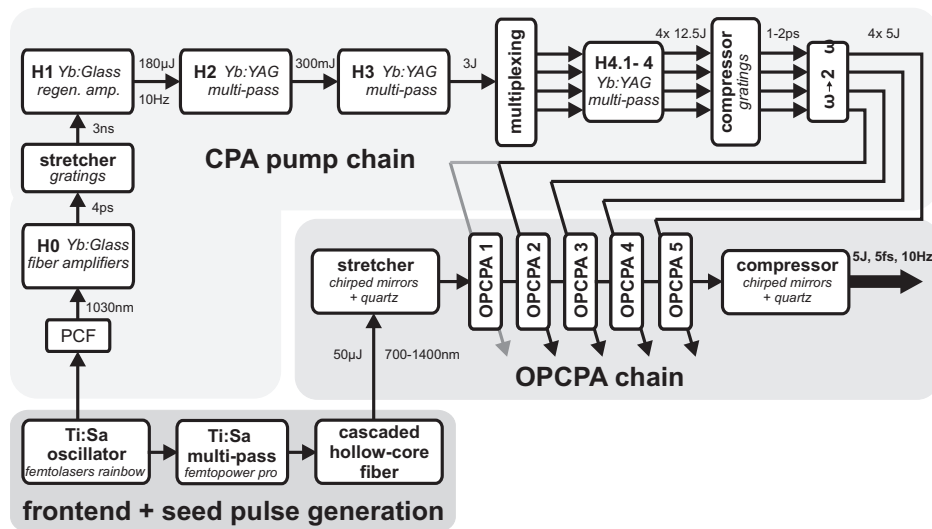 H1 Yb:Glass
regen. amp.
180µJ
10Hz
H2 Yb:YAG
multi-pass
300mJ
H3 Yb:YAG
multi-pass
3J
multiplexing
H4.1- 4
Yb:YAG
multi-pass
4x 12.5J
compressor
gratings
1-2ps
ω→2ω
4x 5J
3ns
stretcher
gratings
CPA pump chain
4ps
H0 Yb:Glass
fiber amplifiers
1030nm
PCF
stretcher
chirped mirrors
+ quartz
OPCPA 1
OPCPA 2
OPCPA 3
OPCPA 4
OPCPA 5
compressor
chirped mirrors
+ quartz
5J, 5fs, 10Hz
50µJ
700-1400nm
OPCPA chain
Ti:Sa
oscillator
femtolasers rainbow
Ti:Sa
multi-pass
femtopower pro
cascaded
hollow-core
fiber
frontend + seed pulse generation